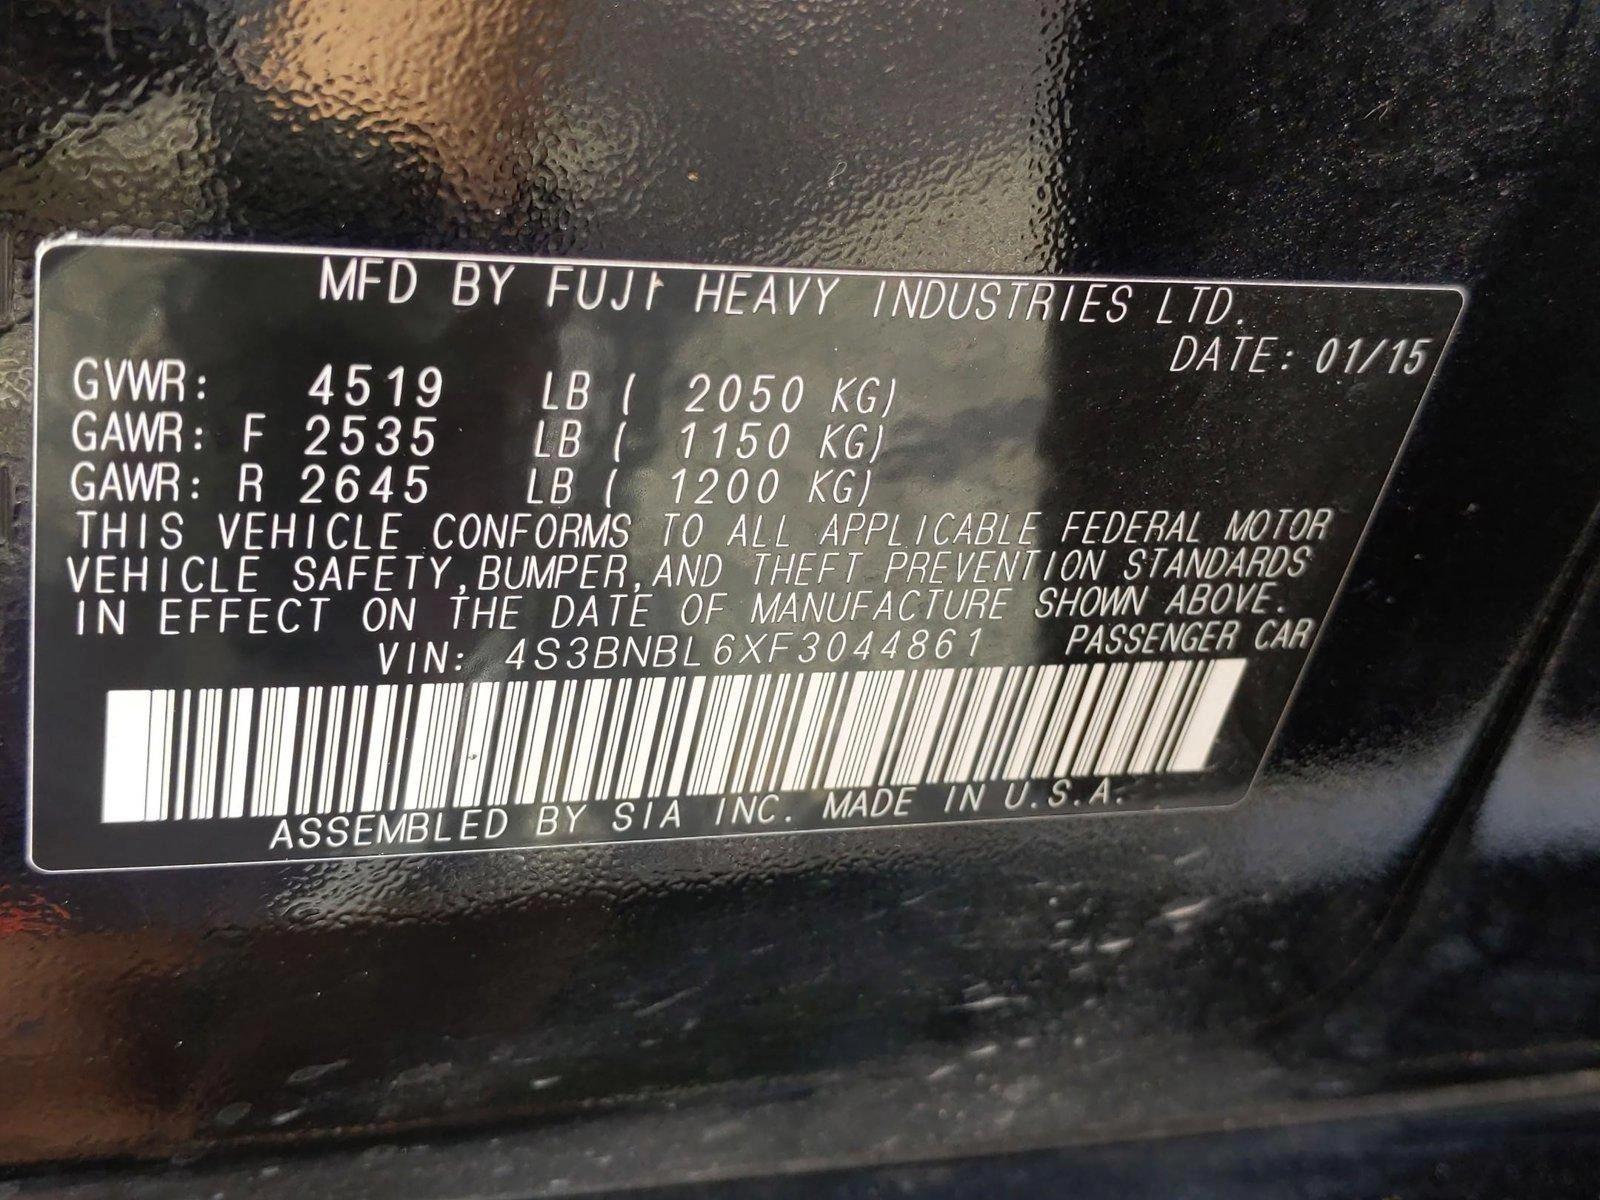 MFD BY FUJI HEAVY INDUSTRIES LTD.
DATE: 01/15
GVWR: 4519 LB ( 2050 KG)
GAWR: F 2535 LB ( 1150 KG)
GAWR: R 2645 LB ( 1200 KG)
THIS VEHICLE CONFORMS TO ALL APPLICABLE FEDERAL MOTOR
VEHICLE SAFETY,BUMPER,AND THEFT PREVENTION STANDARDS
IN EFFECT ON THE DATE OF MANUFACTURE SHOWN ABOVE.
VIN: 4S3BNBL6XF3044861 PASSENGER CAR
ASSEMBLED BY SIA INC. MADE IN U.S.A.